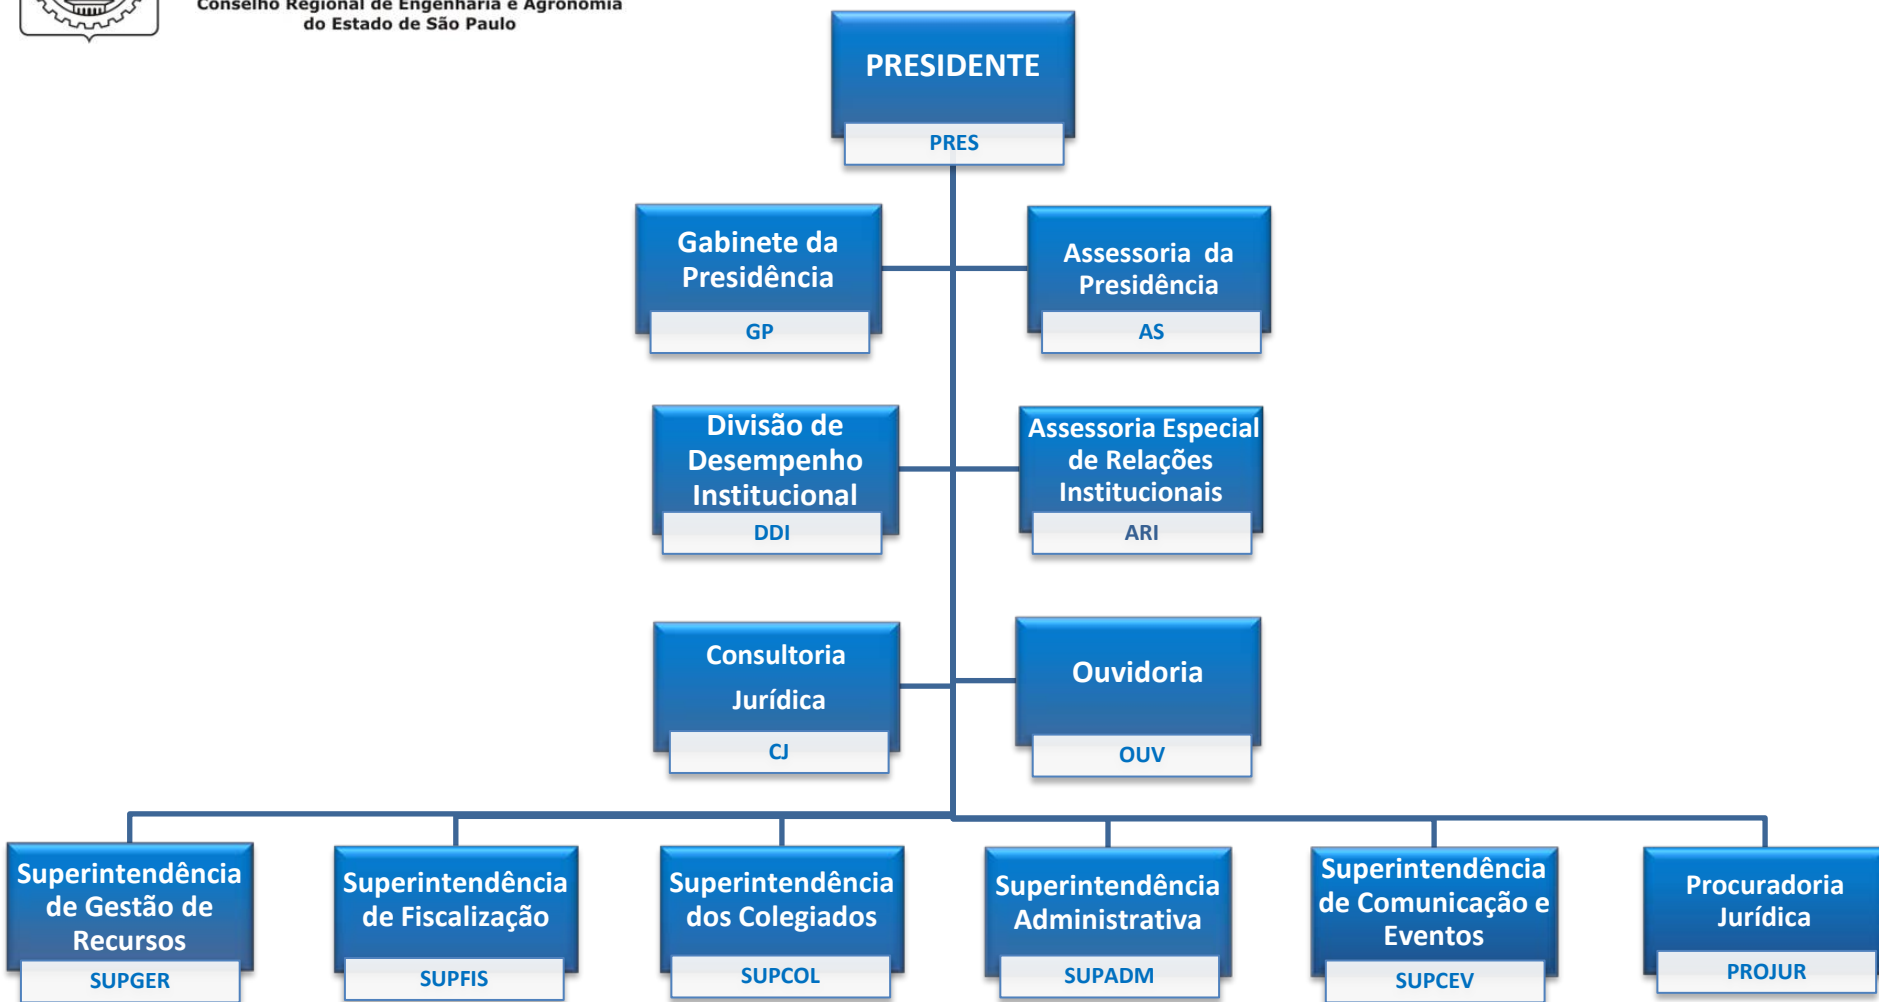 Conselho Regional de Engenharia e Agronomia
do Estado de São Paulo
PRESIDENTE
PRES
Gabinete da
Presidência
GP
Assessoria da
Presidência
AS
Divisão de
Desempenho
Institucional
DDI
Assessoria Especial
de Relações
Institucionais
ARI
Consultoria
Jurídica
CJ
Ouvidoria
OUV
Superintendência
de Gestão de
Recursos
SUPGER
Superintendência
de Fiscalização
SUPFIS
Superintendência
dos Colegiados
SUPCOL
Superintendência
Administrativa
SUPADM
Superintendência
de Comunicação e
Eventos
SUPCEV
Procuradoria
Jurídica
PROJUR